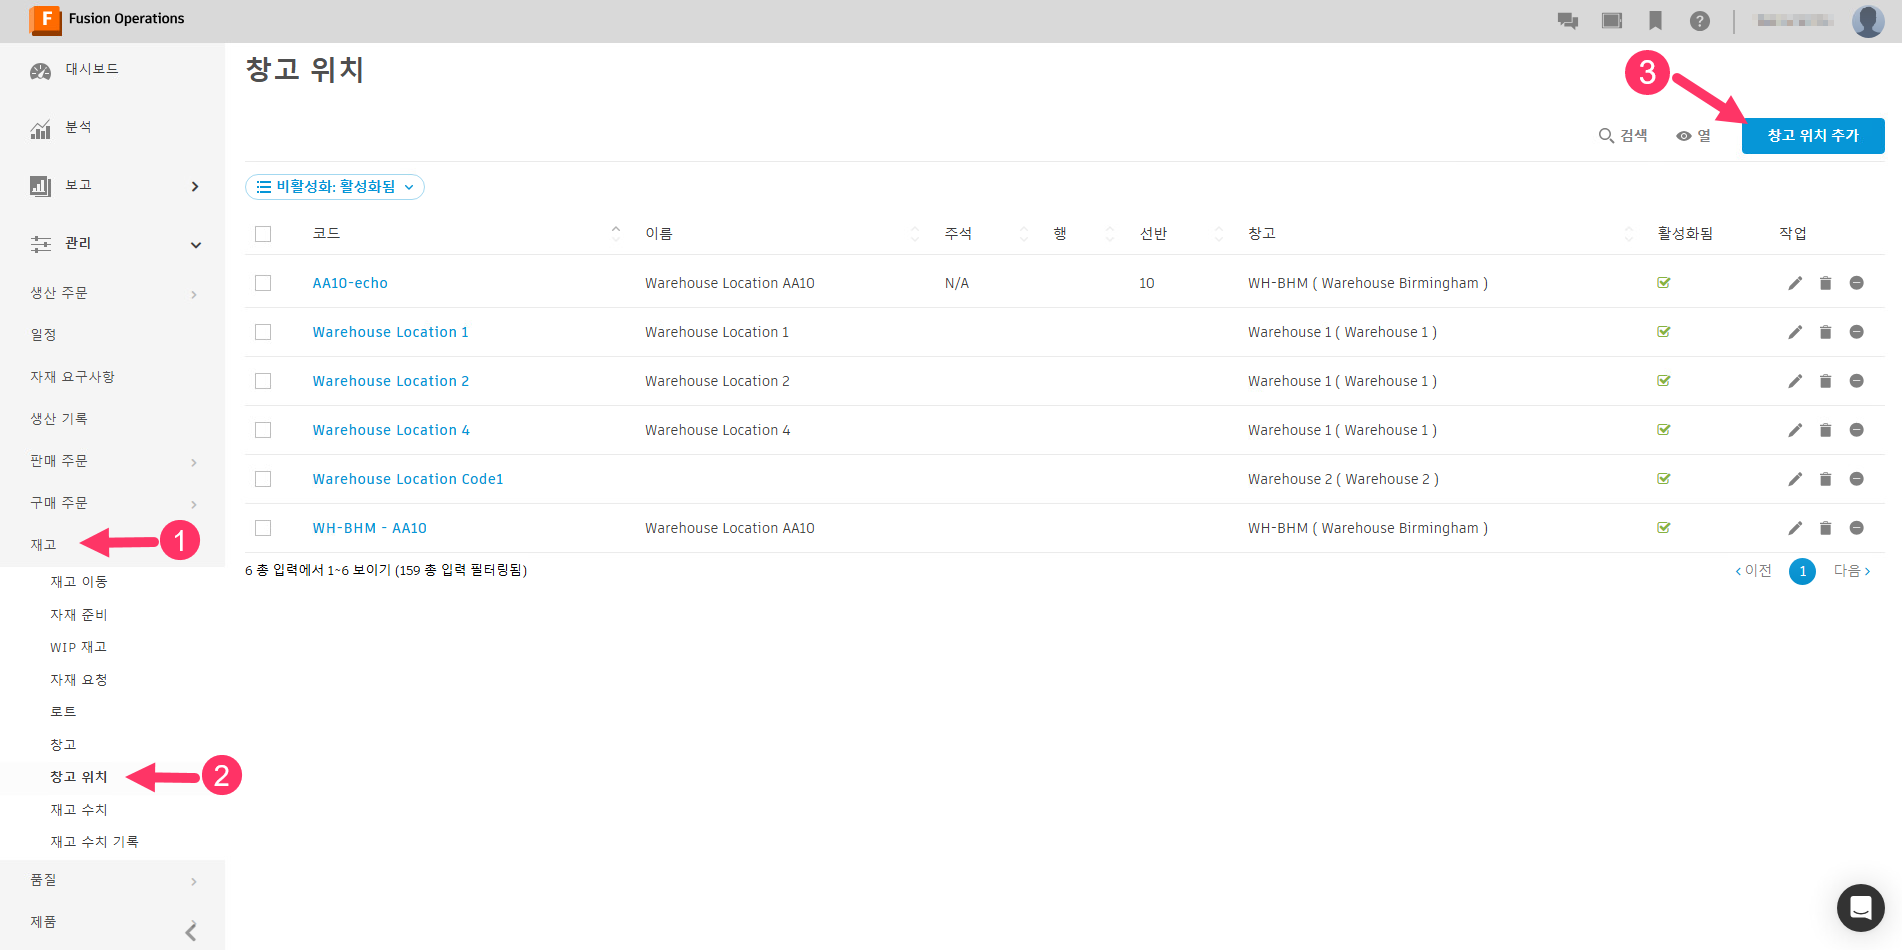 F Fusion Operations
대시보드
분석
보고
관리
생산 주문
일정
자재 요구사항
생산 기록
판매 주문
구매 주문
재고
1
재고 이동
자재 준비
WIP 재고
자재 요청
로트
창고
창고 위치
2
재고 수치
재고 수치 기록
품질
제품
창고 위치
3
검색 열 창고 위치 추가
비활성화: 활성화됨
코드 이름 주석 행 선반 창고 활성화됨 작업
AA10-echo Warehouse Location AA10 N/A 10 WH-BHM ( Warehouse Birmingham )
Warehouse Location 1 Warehouse Location 1 Warehouse 1 ( Warehouse 1 )
Warehouse Location 2 Warehouse Location 2 Warehouse 1 ( Warehouse 1 )
Warehouse Location 4 Warehouse Location 4 Warehouse 1 ( Warehouse 1 )
Warehouse Location Code1 Warehouse 2 ( Warehouse 2 )
WH-BHM - AA10 Warehouse Location AA10 WH-BHM ( Warehouse Birmingham )
6 총 입력에서 1~6 보이기 (159 총 입력 필터링됨)
이전 1 다음